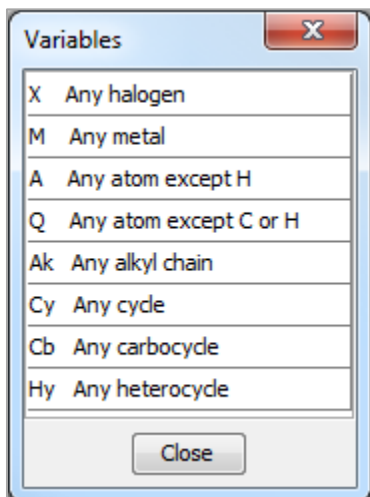 Variables
X Any halogen
M Any metal
A Any atom except H
Q Any atom except C or H
Ak Any alkyl chain
Cy Any cycle
Cb Any carbocycle
Hy Any heterocycle
Close